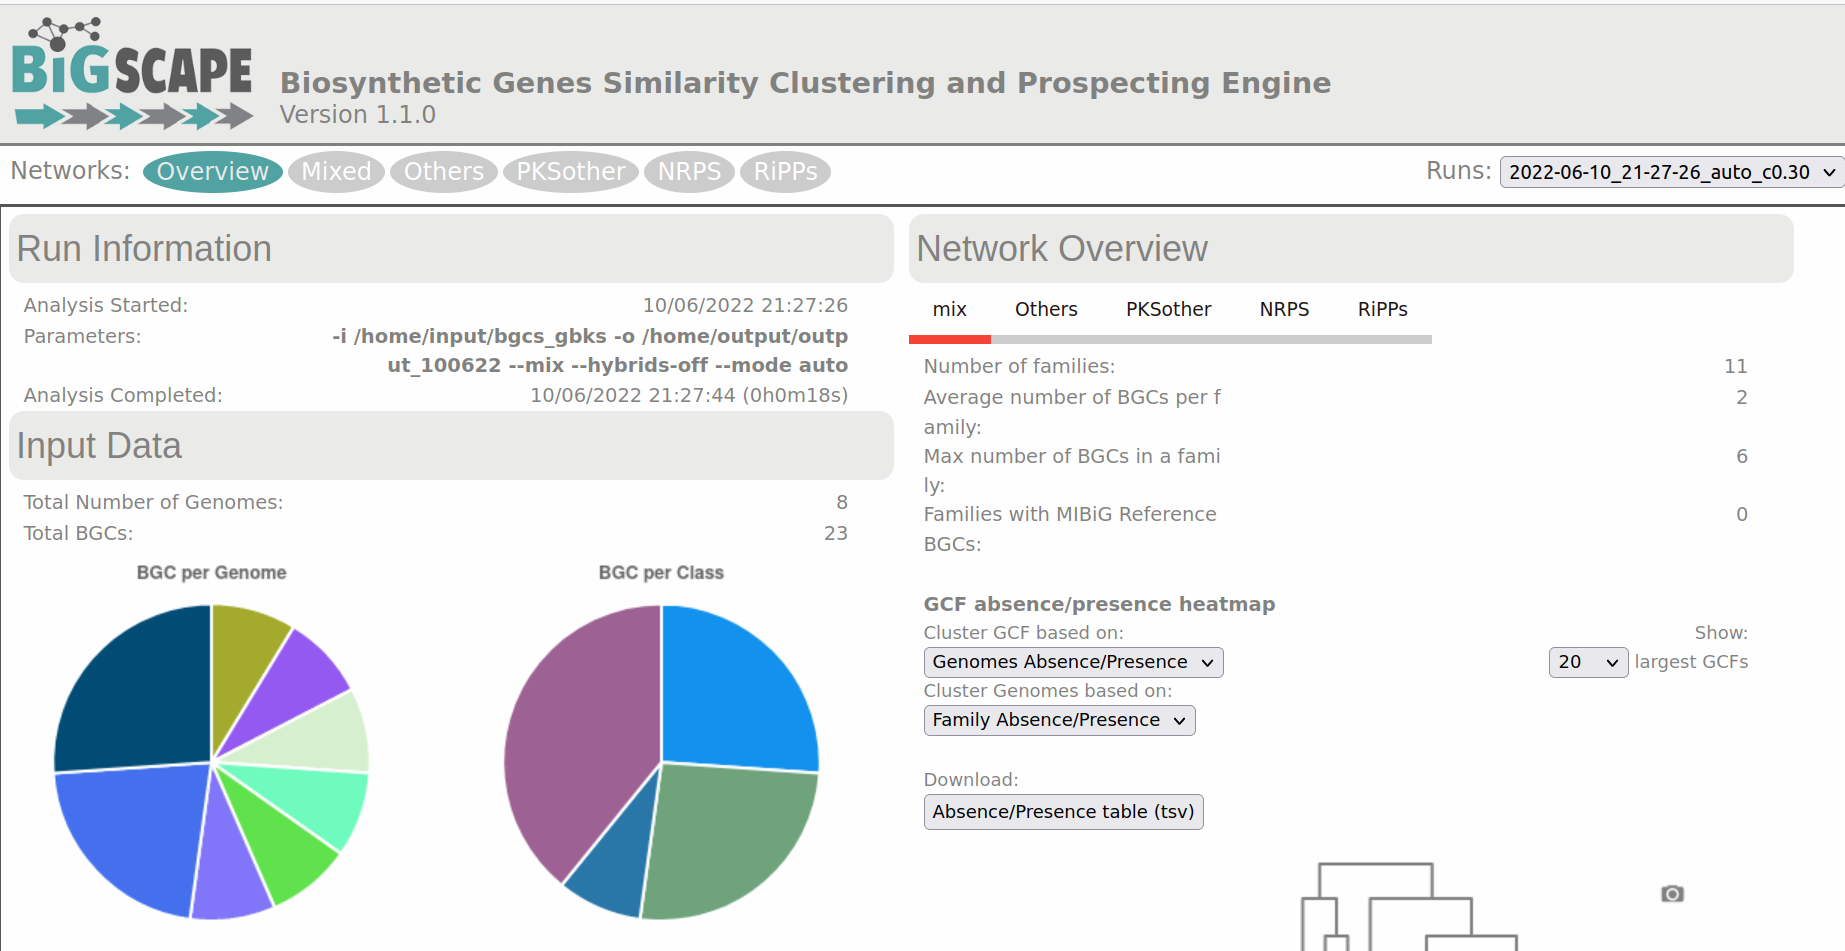 BiGSCAPE
Biosynthetic Genes Similarity Clustering and Prospecting Engine
Version 1.1.0
Networks: Overview Mixed Others PKSother NRPS RiPPs
Runs: 2022-06-10_21-27-26_auto_c0.30
Run Information
Analysis Started: 10/06/2022 21:27:26
Parameters: -i /home/input/bgcs_gbks -o /home/output/outp
ut_100622 --mix --hybrids-off --mode auto
Analysis Completed: 10/06/2022 21:27:44 (0h0m18s)
Input Data
Total Number of Genomes: 8
Total BGCs: 23
BGC per Genome
BGC per Class
Network Overview
mix Others PKSother NRPS RiPPs
Number of families: 11
Average number of BGCs per f 2
amily:
Max number of BGCs in a fami 6
ly:
Families with MIBiG Reference 0
BGCs:
GCF absence/presence heatmap
Cluster GCF based on: Show:
Genomes Absence/Presence 20 largest GCFs
Cluster Genomes based on:
Family Absence/Presence
Download:
Absence/Presence table (tsv)